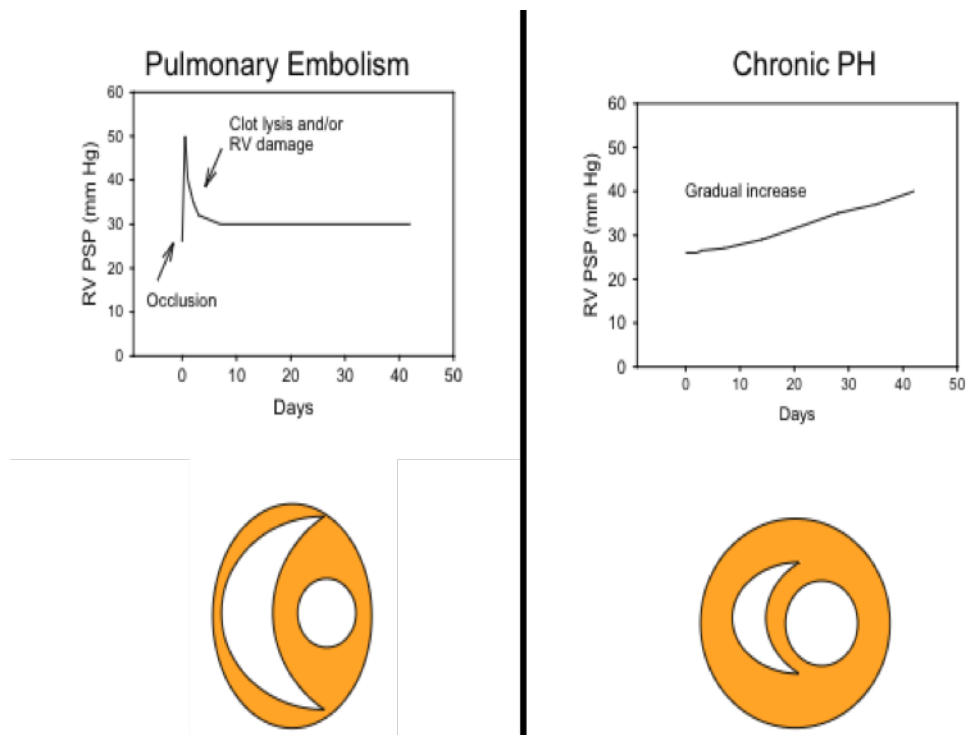 Pulmonary Embolism
60
50
40
30
20
10
0
RV PSP (mm Hg)
Clot lysis and/or
RV damage
Occlusion
0 10 20 30 40 50
Days
Chronic PH
60
50
40
30
20
10
0
RV PSP (mm Hg)
Gradual increase
0 10 20 30 40 50
Days